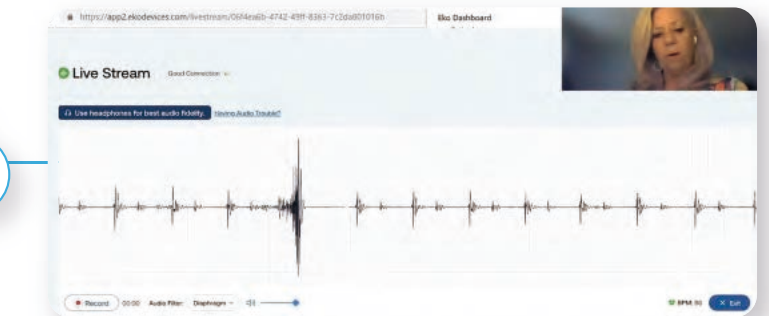 https://app2.ekodevices.com/livestream/
Eko Dashboard
Live Stream
Good Connection
Use headphones for best audio fidelity.
Having Audio Trouble?
Record
00:00
Audio Filter:
Diaphragm
BPM:
Exit